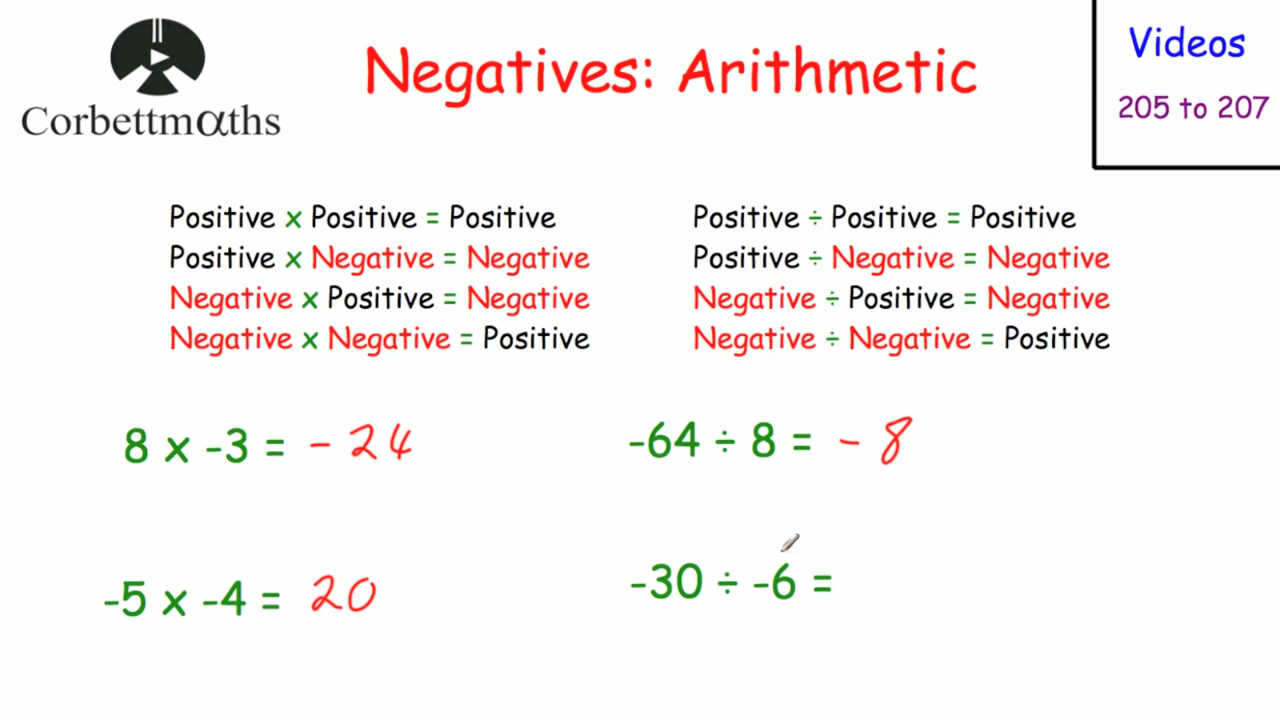 Corbettmαths
Negatives: Arithmetic
Videos
205 to 207
Positive x Positive = Positive
Positive x Negative = Negative
Negative x Positive = Negative
Negative x Negative = Positive
Positive ÷ Positive = Positive
Positive ÷ Negative = Negative
Negative ÷ Positive = Negative
Negative ÷ Negative = Positive
8 x -3 = - 24
-64 ÷ 8 = - 8
-5 x -4 = 20
-30 ÷ -6 =